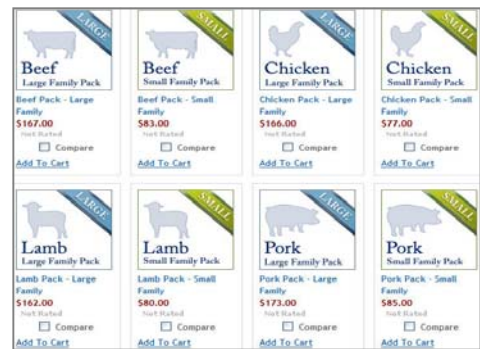 LARGE
Beef
Large Family Pack
Beef Pack - Large
Family
$167.00
Not Rated
Compare
Add To Cart
SMALL
Beef
Small Family Pack
Beef Pack - Small
Family
$83.00
Not Rated
Compare
Add To Cart
LARGE
Chicken
Large Family Pack
Chicken Pack - Large
Family
$166.00
Not Rated
Compare
Add To Cart
SMALL
Chicken
Small Family Pack
Chicken Pack - Small
Family
$77.00
Not Rated
Compare
Add To Cart
LARGE
Lamb
Large Family Pack
Lamb Pack - Large
Family
$162.00
Not Rated
Compare
Add To Cart
SMALL
Lamb
Small Family Pack
Lamb Pack - Small
Family
$80.00
Not Rated
Compare
Add To Cart
LARGE
Pork
Large Family Pack
Pork Pack - Large
Family
$173.00
Not Rated
Compare
Add To Cart
SMALL
Pork
Small Family Pack
Pork Pack - Small
Family
$85.00
Not Rated
Compare
Add To Cart